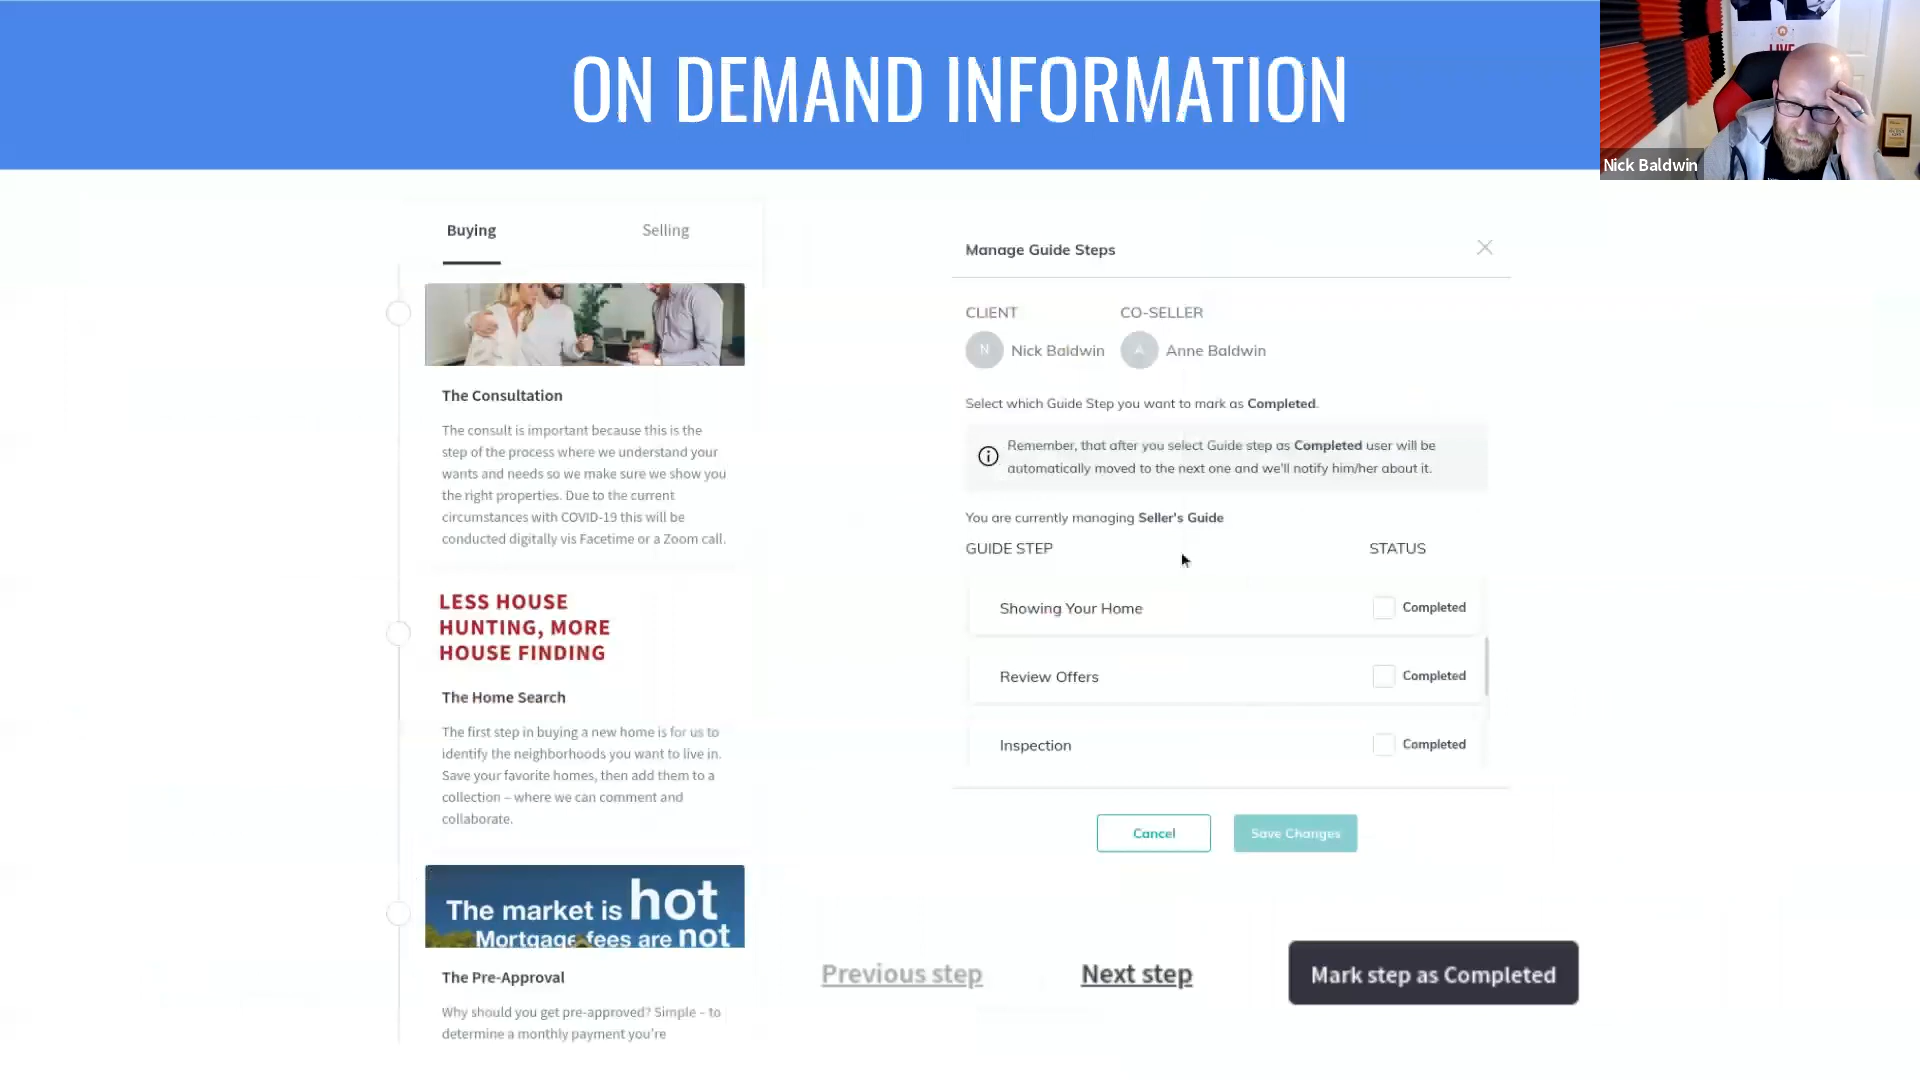 ON DEMAND INFORMATION
LIVE
Nick Baldwin
Buying
Selling
The Consultation
The consult is important because this is the
step of the process where we understand your
wants and needs so we make sure we show you
the right properties. Due to the current
circumstances with COVID-19 this will be
conducted digitally vis Facetime or a Zoom call.
LESS HOUSE
HUNTING, MORE
HOUSE FINDING
The Home Search
The first step in buying a new home is for us to
identify the neighborhoods you want to live in.
Save your favorite homes, then add them to a
collection – where we can comment and
collaborate.
The market is hot
Mortgage fees are not
The Pre-Approval
Why should you get pre-approved? Simple – to
determine a monthly payment you're
Manage Guide Steps
CLIENT
CO-SELLER
N
Nick Baldwin
A
Anne Baldwin
Select which Guide Step you want to mark as Completed.
Remember, that after you select Guide step as Completed user will be
automatically moved to the next one and we'll notify him/her about it.
You are currently managing Seller's Guide
GUIDE STEP
STATUS
Showing Your Home
Completed
Review Offers
Completed
Inspection
Completed
Cancel
Save Changes
Previous step
Next step
Mark step as Completed